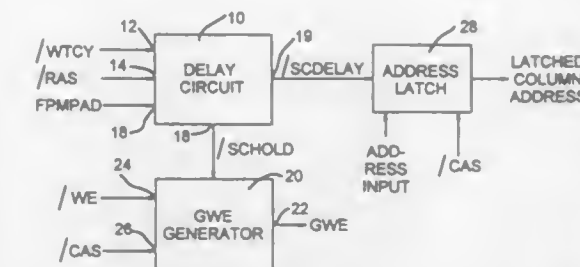 10
12
/WTCY
14
/RAS
FPMPAD
18
DELAY
CIRCUIT
19
/SCDELAY
28
ADDRESS
LATCH
LATCHED
COLUMN
ADDRESS
18
/SCHOLD
ADD-
RESS
INPUT
/CAS
24
/WE
20
GWE
GENERATOR
22
GWE
26
/CAS